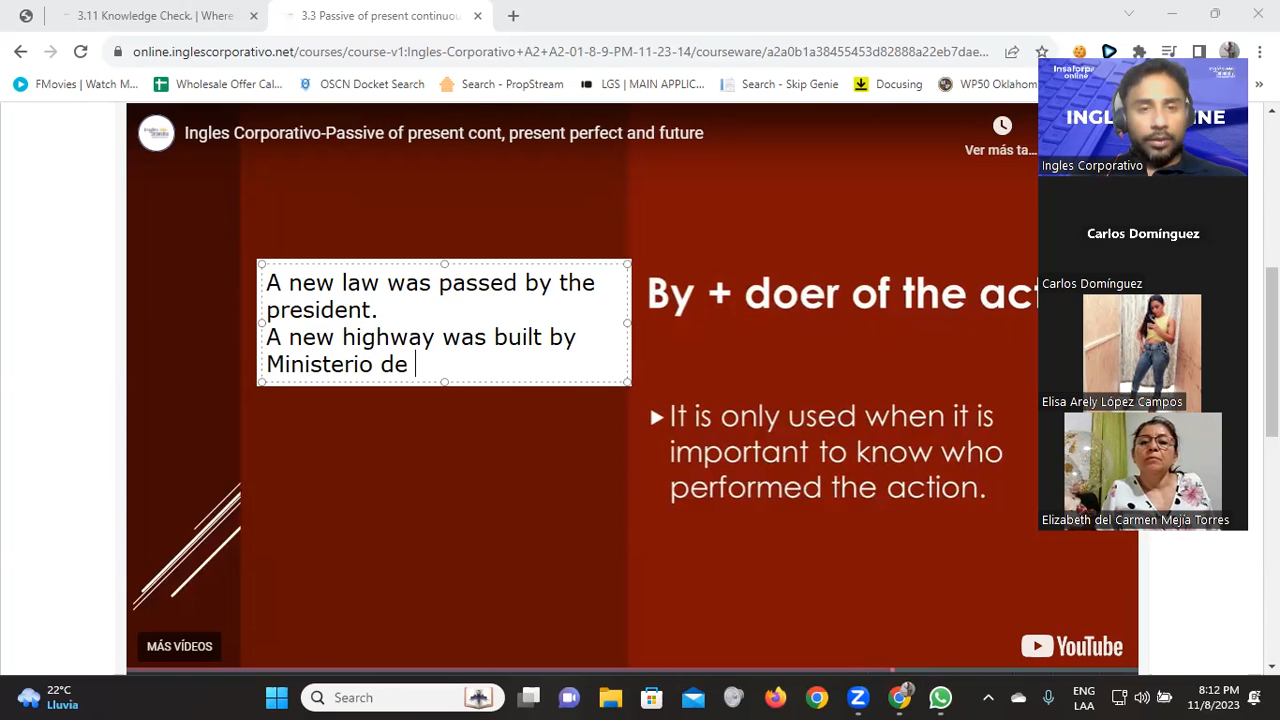 3.11 Knowledge Check. | Where
3.3 Passive of present continuou
online.inglescorporativo.net/courses/course-v1:Ingles-Corporativo+A2+A2-01-8-9-PM-11-23-14/courseware/a2a0b1a38455453d82888a22eb7dae...
FMovies | Watch M...
Wholesale Offer Cal...
OSCN Docket Search
Search - PropStream
LGS | MAIN APPLIC...
Search - Skip Genie
Docusing
WP50 Oklahom
Ingles Corporativo-Passive of present cont, present perfect and future
Ver más ta...
A new law was passed by the
president.
A new highway was built by
Ministerio de
By + doer of the act
It is only used when it is
important to know who
performed the action.
MÁS VÍDEOS
YouTube
Insaforp
online
INGL
INE
Ingles Corporativo
Carlos Domínguez
Carlos Domínguez
Elisa Arely López Campos
Elizabeth del Carmen Mejía Torres
22°C
Lluvia
Search
ENG
LAA
8:12 PM
11/8/2023